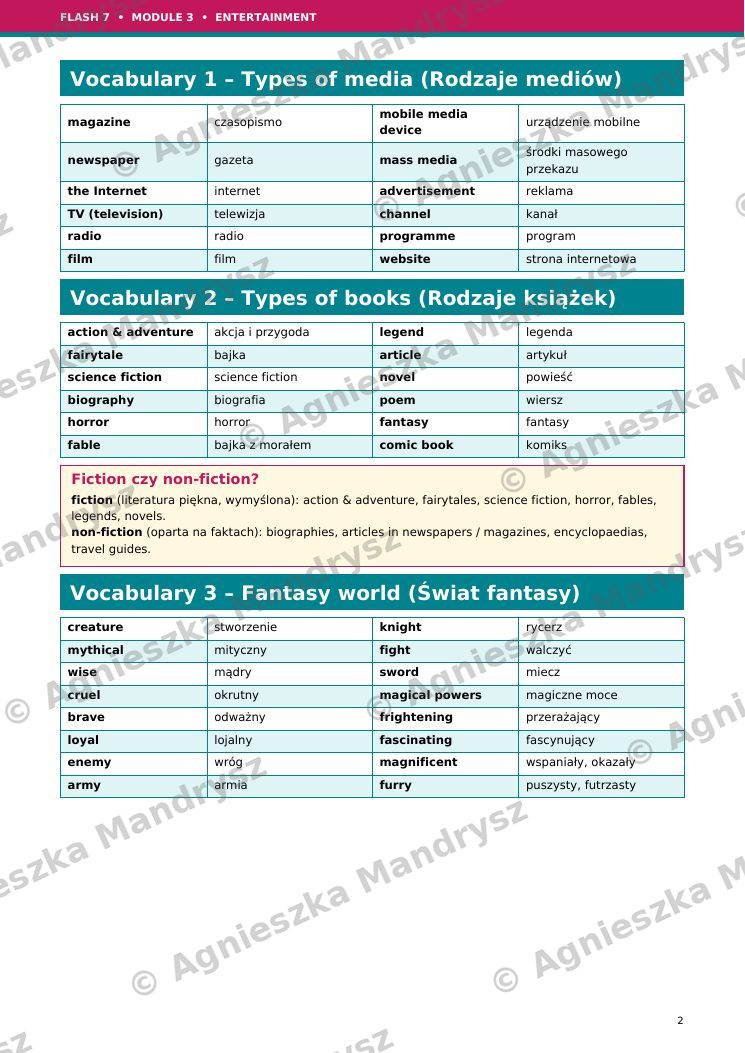 FLASH 7 • MODULE 3 • ENTERTAINMENT
Vocabulary 1 – Types of media (Rodzaje mediów)
magazine czasopismo mobile media device urządzenie mobilne
newspaper gazeta mass media środki masowego przekazu
the Internet internet advertisement reklama
TV (television) telewizja channel kanał
radio radio programme program
film film website strona internetowa
Vocabulary 2 – Types of books (Rodzaje książek)
action & adventure akcja i przygoda legend legenda
fairytale bajka article artykuł
science fiction science fiction novel powieść
biography biografia poem wiersz
horror horror fantasy fantasy
fable bajka z morałem comic book komiks
Fiction czy non-fiction?
fiction (literatura piękna, wymyślona): action & adventure, fairytales, science fiction, horror, fables,
legends, novels.
non-fiction (oparta na faktach): biographies, articles in newspapers / magazines, encyclopaedias,
travel guides.
Vocabulary 3 – Fantasy world (Świat fantasy)
creature stworzenie knight rycerz
mythical mityczny fight walczyć
wise mądry sword miecz
cruel okrutny magical powers magiczne moce
brave odważny frightening przerażający
loyal lojalny fascinating fascynujący
enemy wróg magnificent wspaniały, okazały
army armia furry puszysty, futrzasty
© Agnieszka Mandrysz
2